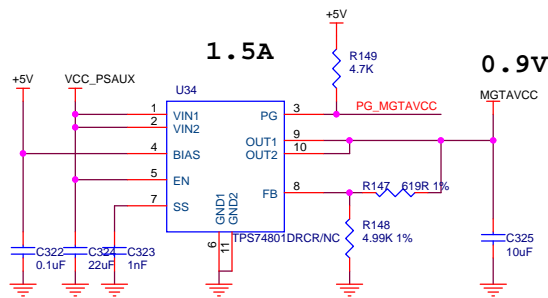 +5V
1.5A
R149
4.7K
0.9V
+5V
VCC_PSAUX
U34
PG_MGTAVCC
MGTAVCC
1
VIN1
PG
3
2
VIN2
OUT1
9
4
BIAS
OUT2
10
5
EN
FB
8
R147
619R 1%
7
SS
GND1
GND2
R148
4.99K 1%
6
11
TPS74801DRCR/NC
C322
0.1uF
C324
22uF
C323
1nF
C325
10uF